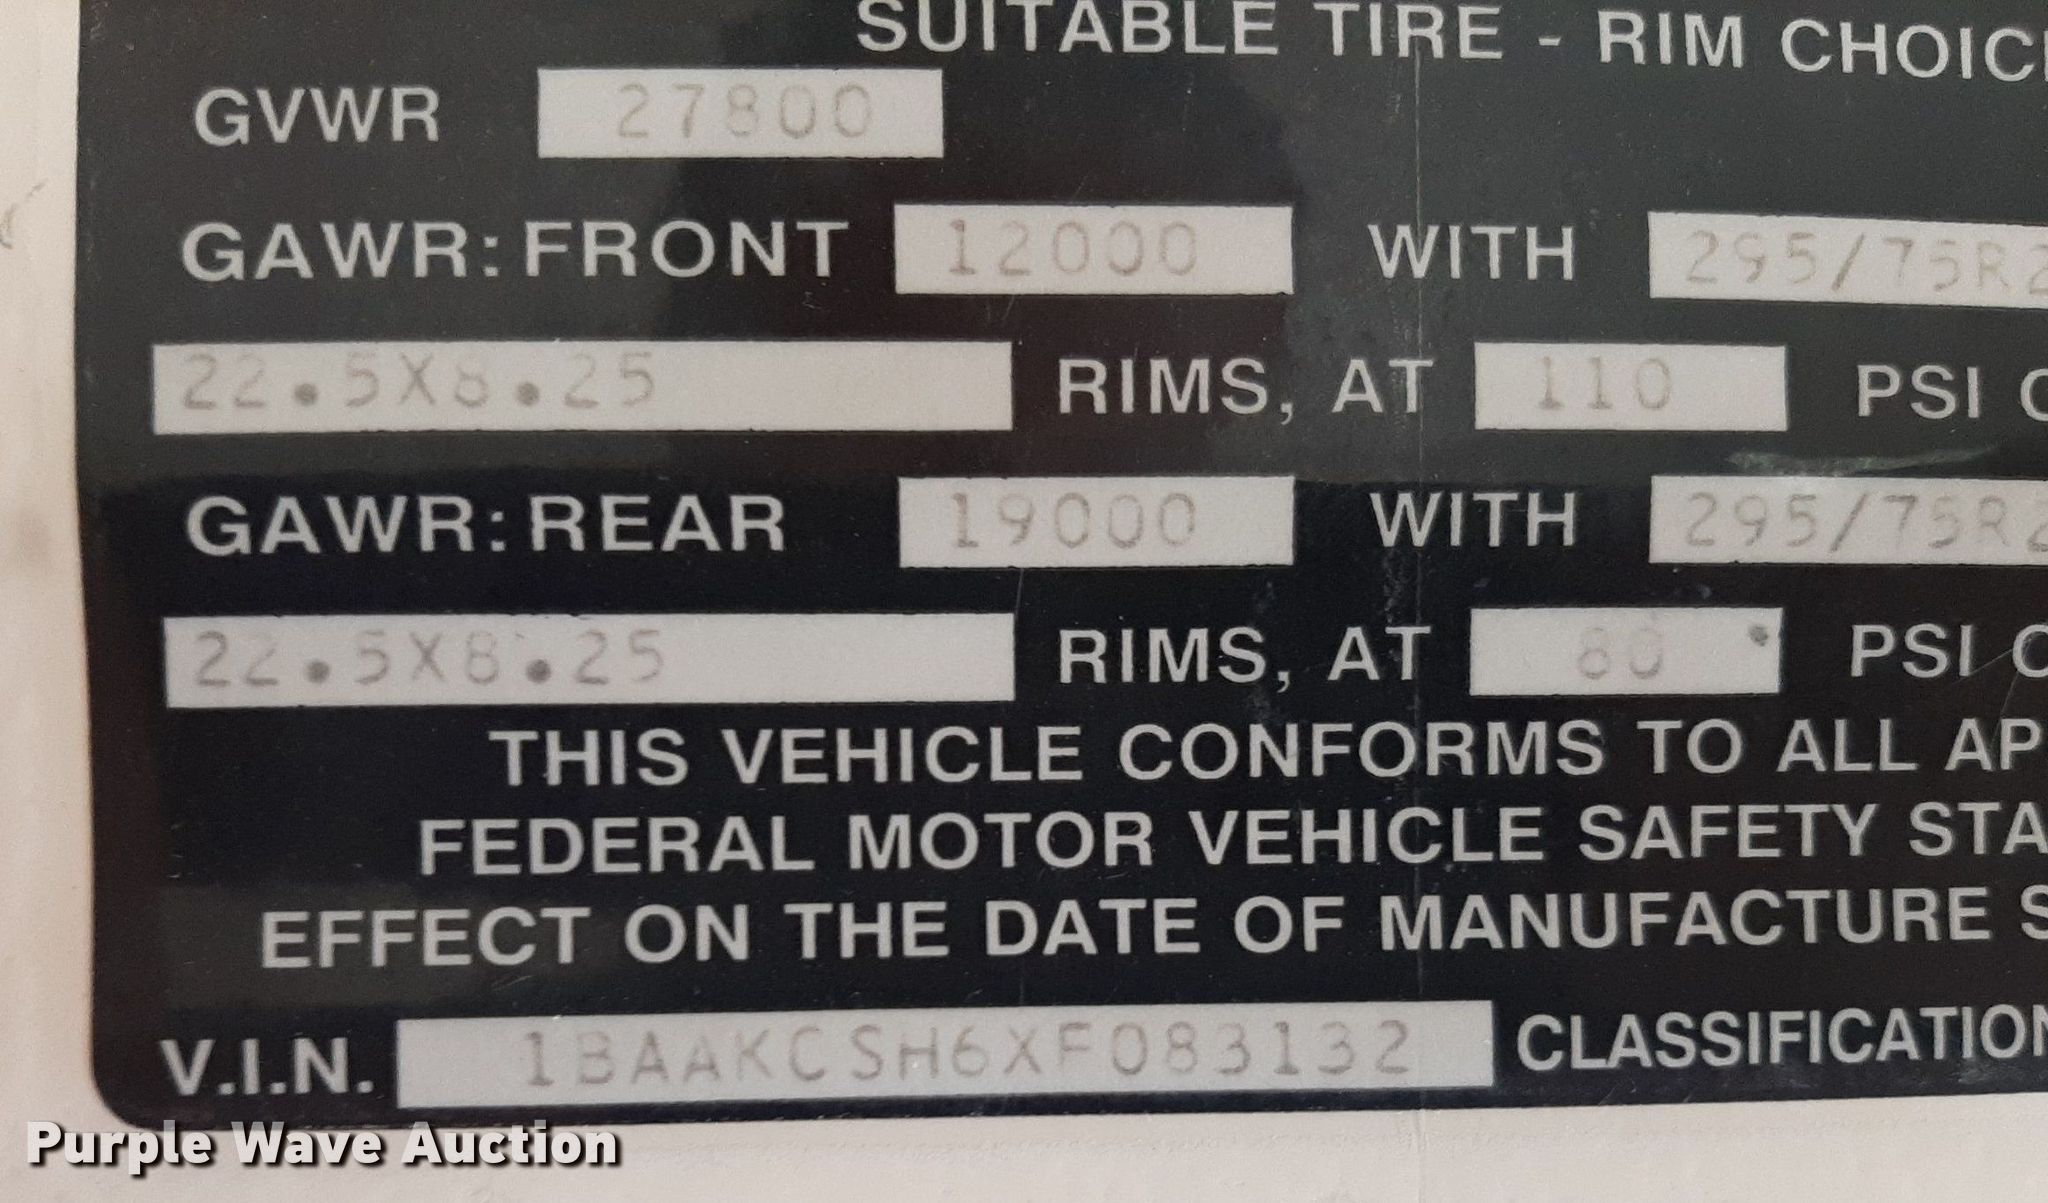 SUITABLE TIRE - RIM CHOIC
GVWR 27800
GAWR: FRONT 12000 WITH 295/75R2
22.5X8.25 RIMS, AT 110 PSI C
GAWR: REAR 19000 WITH 295/75R2
22.5X8.25 RIMS, AT 80 PSI C
THIS VEHICLE CONFORMS TO ALL AP
FEDERAL MOTOR VEHICLE SAFETY STA
EFFECT ON THE DATE OF MANUFACTURE S
V.I.N. 1BAAKCSH6XF083132 CLASSIFICATION
Purple Wave Auction